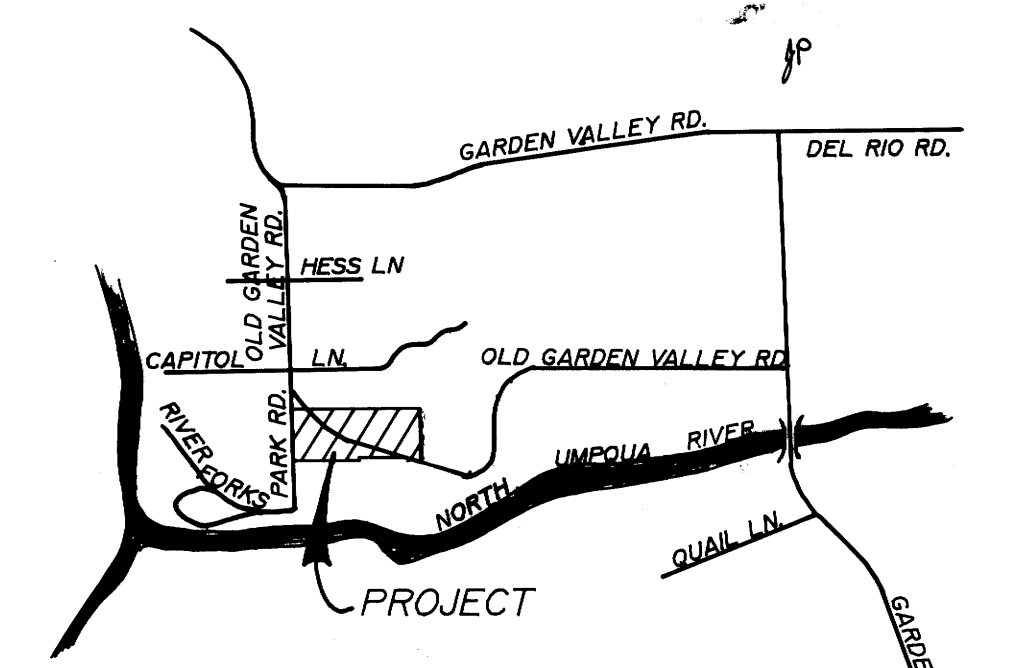 JP
GARDEN VALLEY RD.
DEL RIO RD.
OLD GARDEN
VALLEY RD.
HESS LN
CAPITOL LN.
OLD GARDEN VALLEY RD
PARK RD.
RIVER
FORKS
NORTH UMPQUA RIVER
QUAIL LN.
PROJECT
GARDE